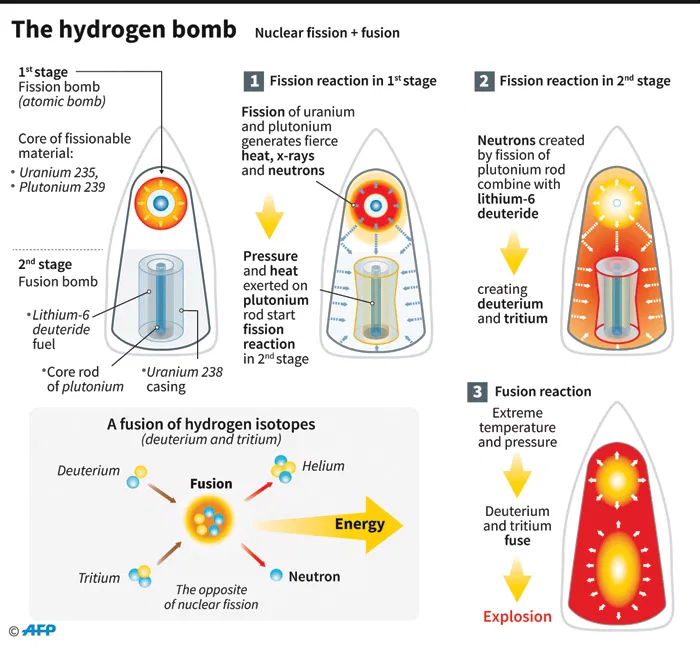 The hydrogen bomb Nuclear fission + fusion
1st stage
Fission bomb
(atomic bomb)
Core of fissionable
material:
• Uranium 235,
• Plutonium 239
2nd stage
Fusion bomb
•Lithium-6
deuteride
fuel
•Core rod
of plutonium
•Uranium 238
casing
1 Fission reaction in 1st stage
Fission of uranium
and plutonium
generates fierce
heat, x-rays
and neutrons
Pressure
and heat
exerted on
plutonium
rod start
fission
reaction
in 2nd stage
2 Fission reaction in 2nd stage
Neutrons created
by fission of
plutonium rod
combine with
lithium-6
deuteride
creating
deuterium
and tritium
3 Fusion reaction
Extreme
temperature
and pressure
Deuterium
and tritium
fuse
Explosion
A fusion of hydrogen isotopes
(deuterium and tritium)
Deuterium
Fusion
Helium
Energy
Tritium
The opposite
of nuclear fission
Neutron
© AFP